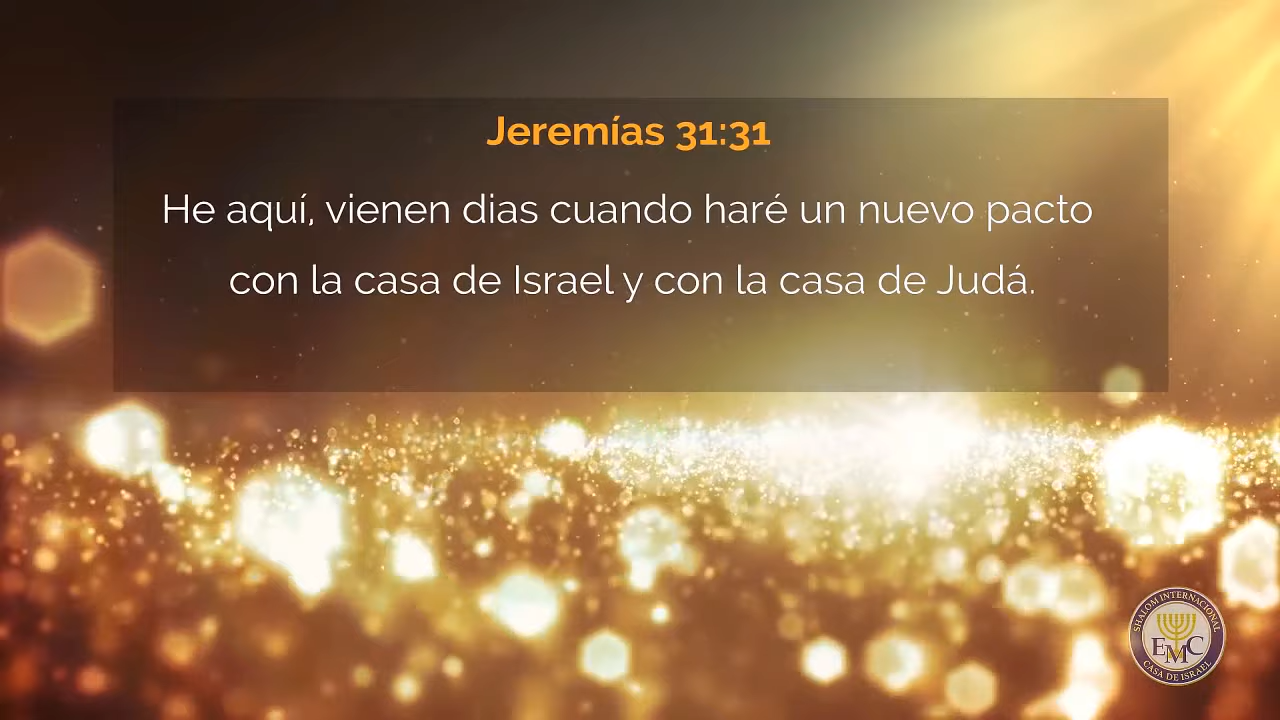 Jeremías 31:31
He aquí, vienen dias cuando haré un nuevo pacto
con la casa de Israel y con la casa de Judá.
SHALOM INTERNACIONAL
EMC
CASA DE ISRAEL